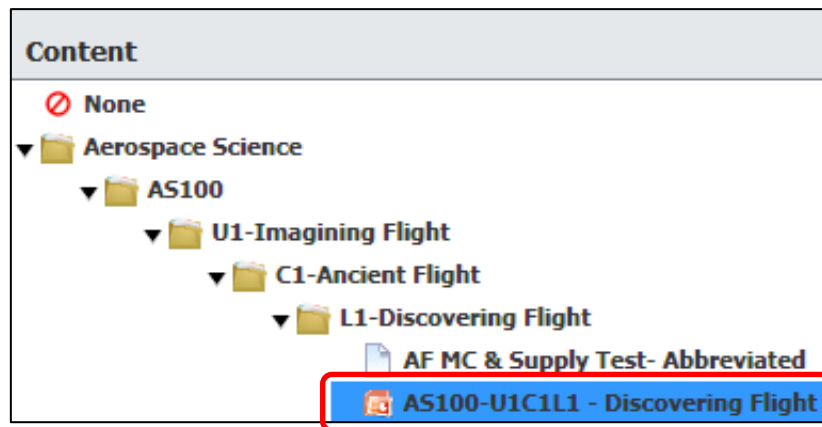 Content
None
Aerospace Science
AS100
U1-Imagining Flight
C1-Ancient Flight
L1-Discovering Flight
AF MC & Supply Test- Abbreviated
AS100-U1C1L1 - Discovering Flight